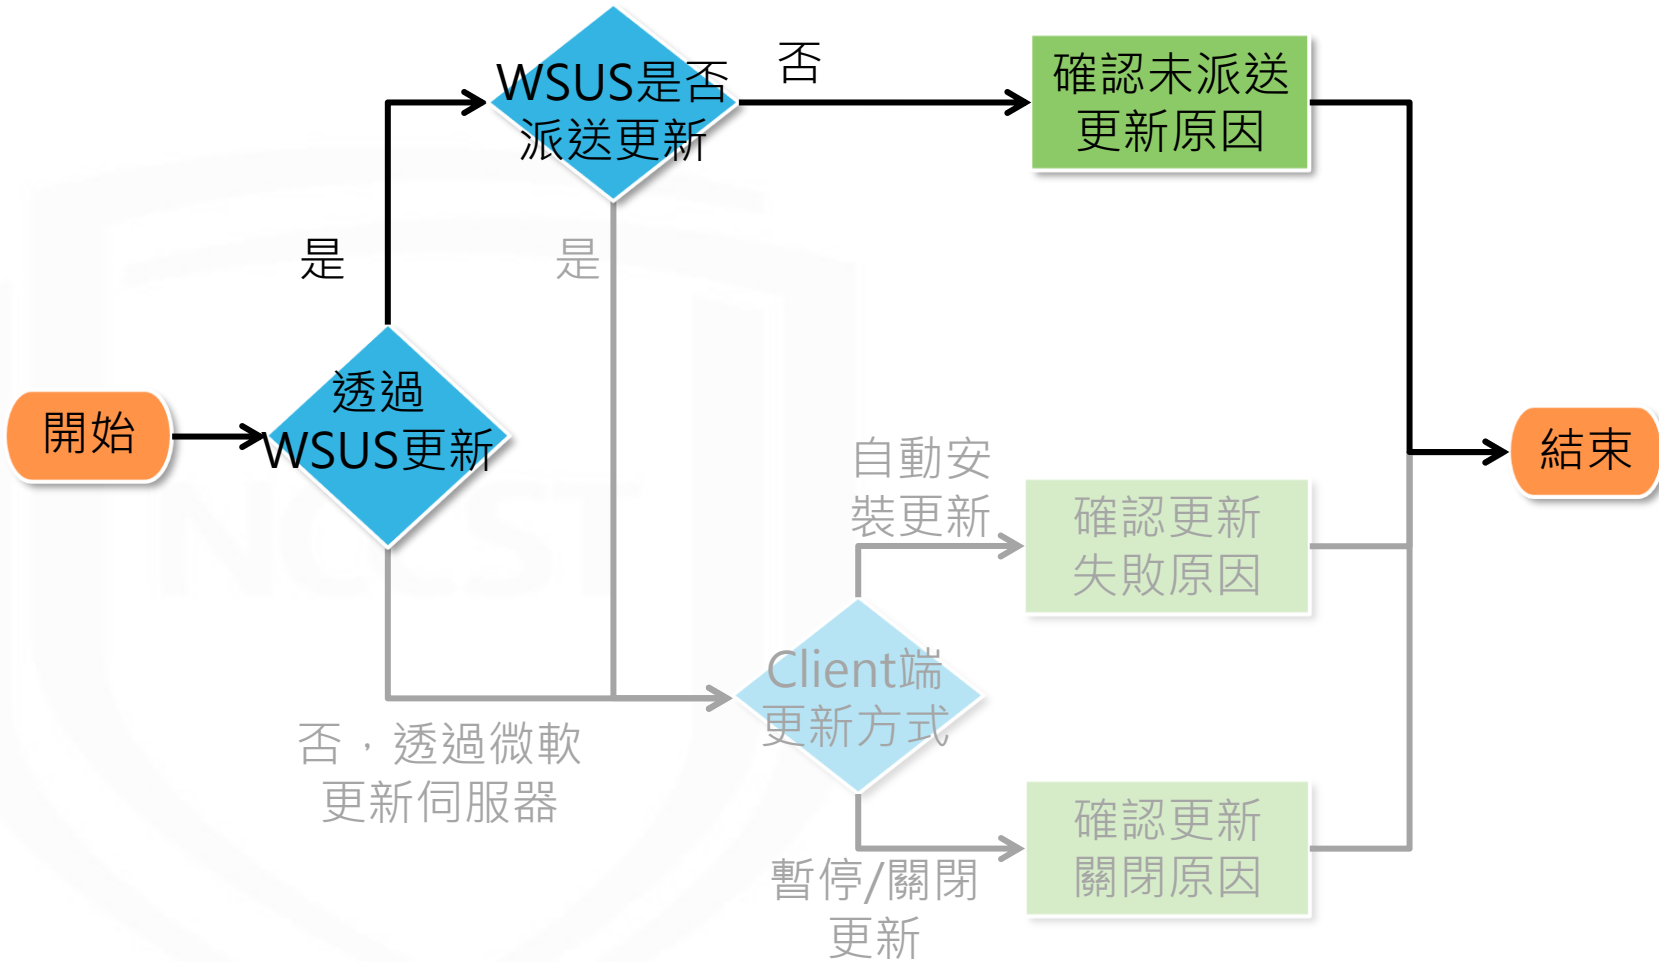 WSUS是否
派送更新
否
確認未派送
更新原因
是
是
透過
WSUS更新
開始
結束
自動安
裝更新
確認更新
失敗原因
NCCST
Client端
更新方式
否，透過微軟
更新伺服器
確認更新
關閉原因
暫停/關閉
更新